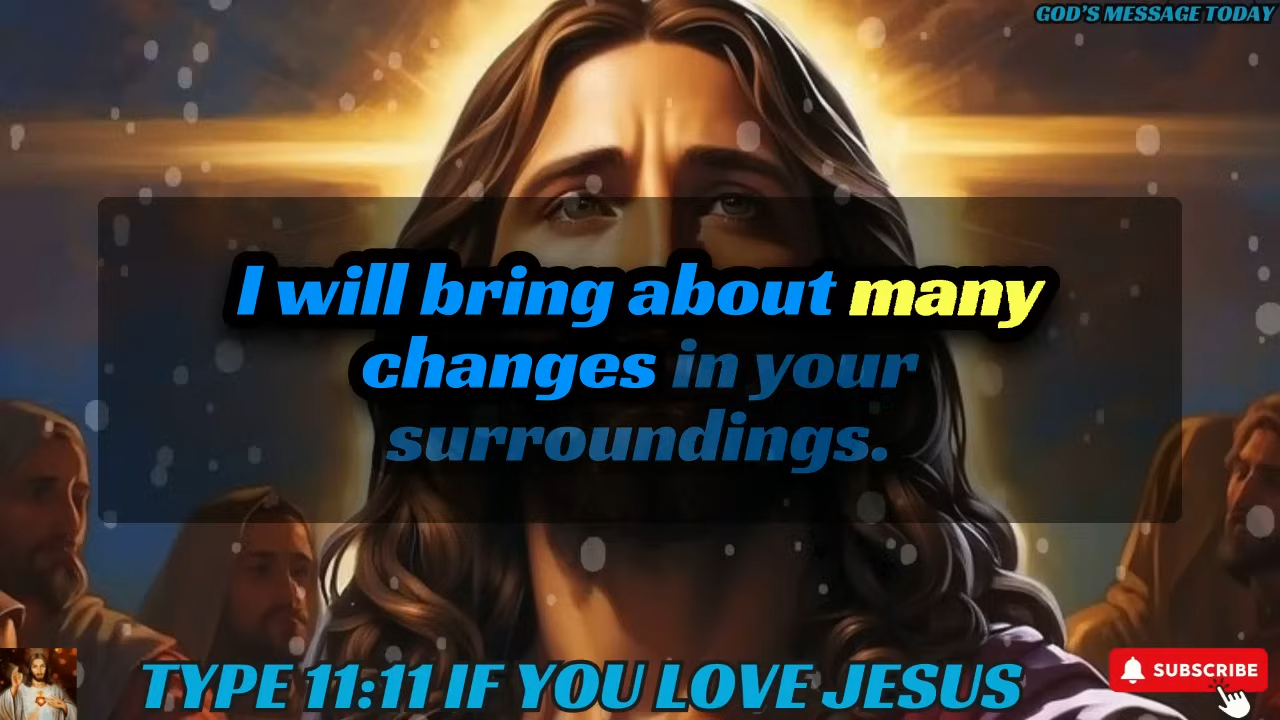 GOD'S MESSAGE TODAY
I will bring about many
changes in your
surroundings.
TYPE 11:11 IF YOU LOVE JESUS
SUBSCRIBE